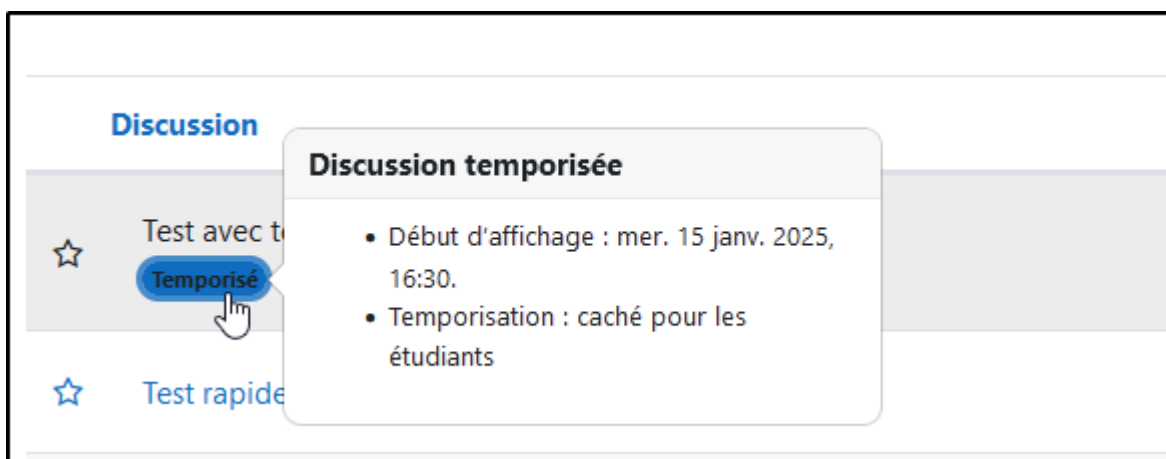 Discussion
Discussion temporisée
Test avec
• Début d'affichage : mer. 15 janv. 2025,
16:30.
Temporisé
• Temporisation : caché pour les
étudiants
Test rapide